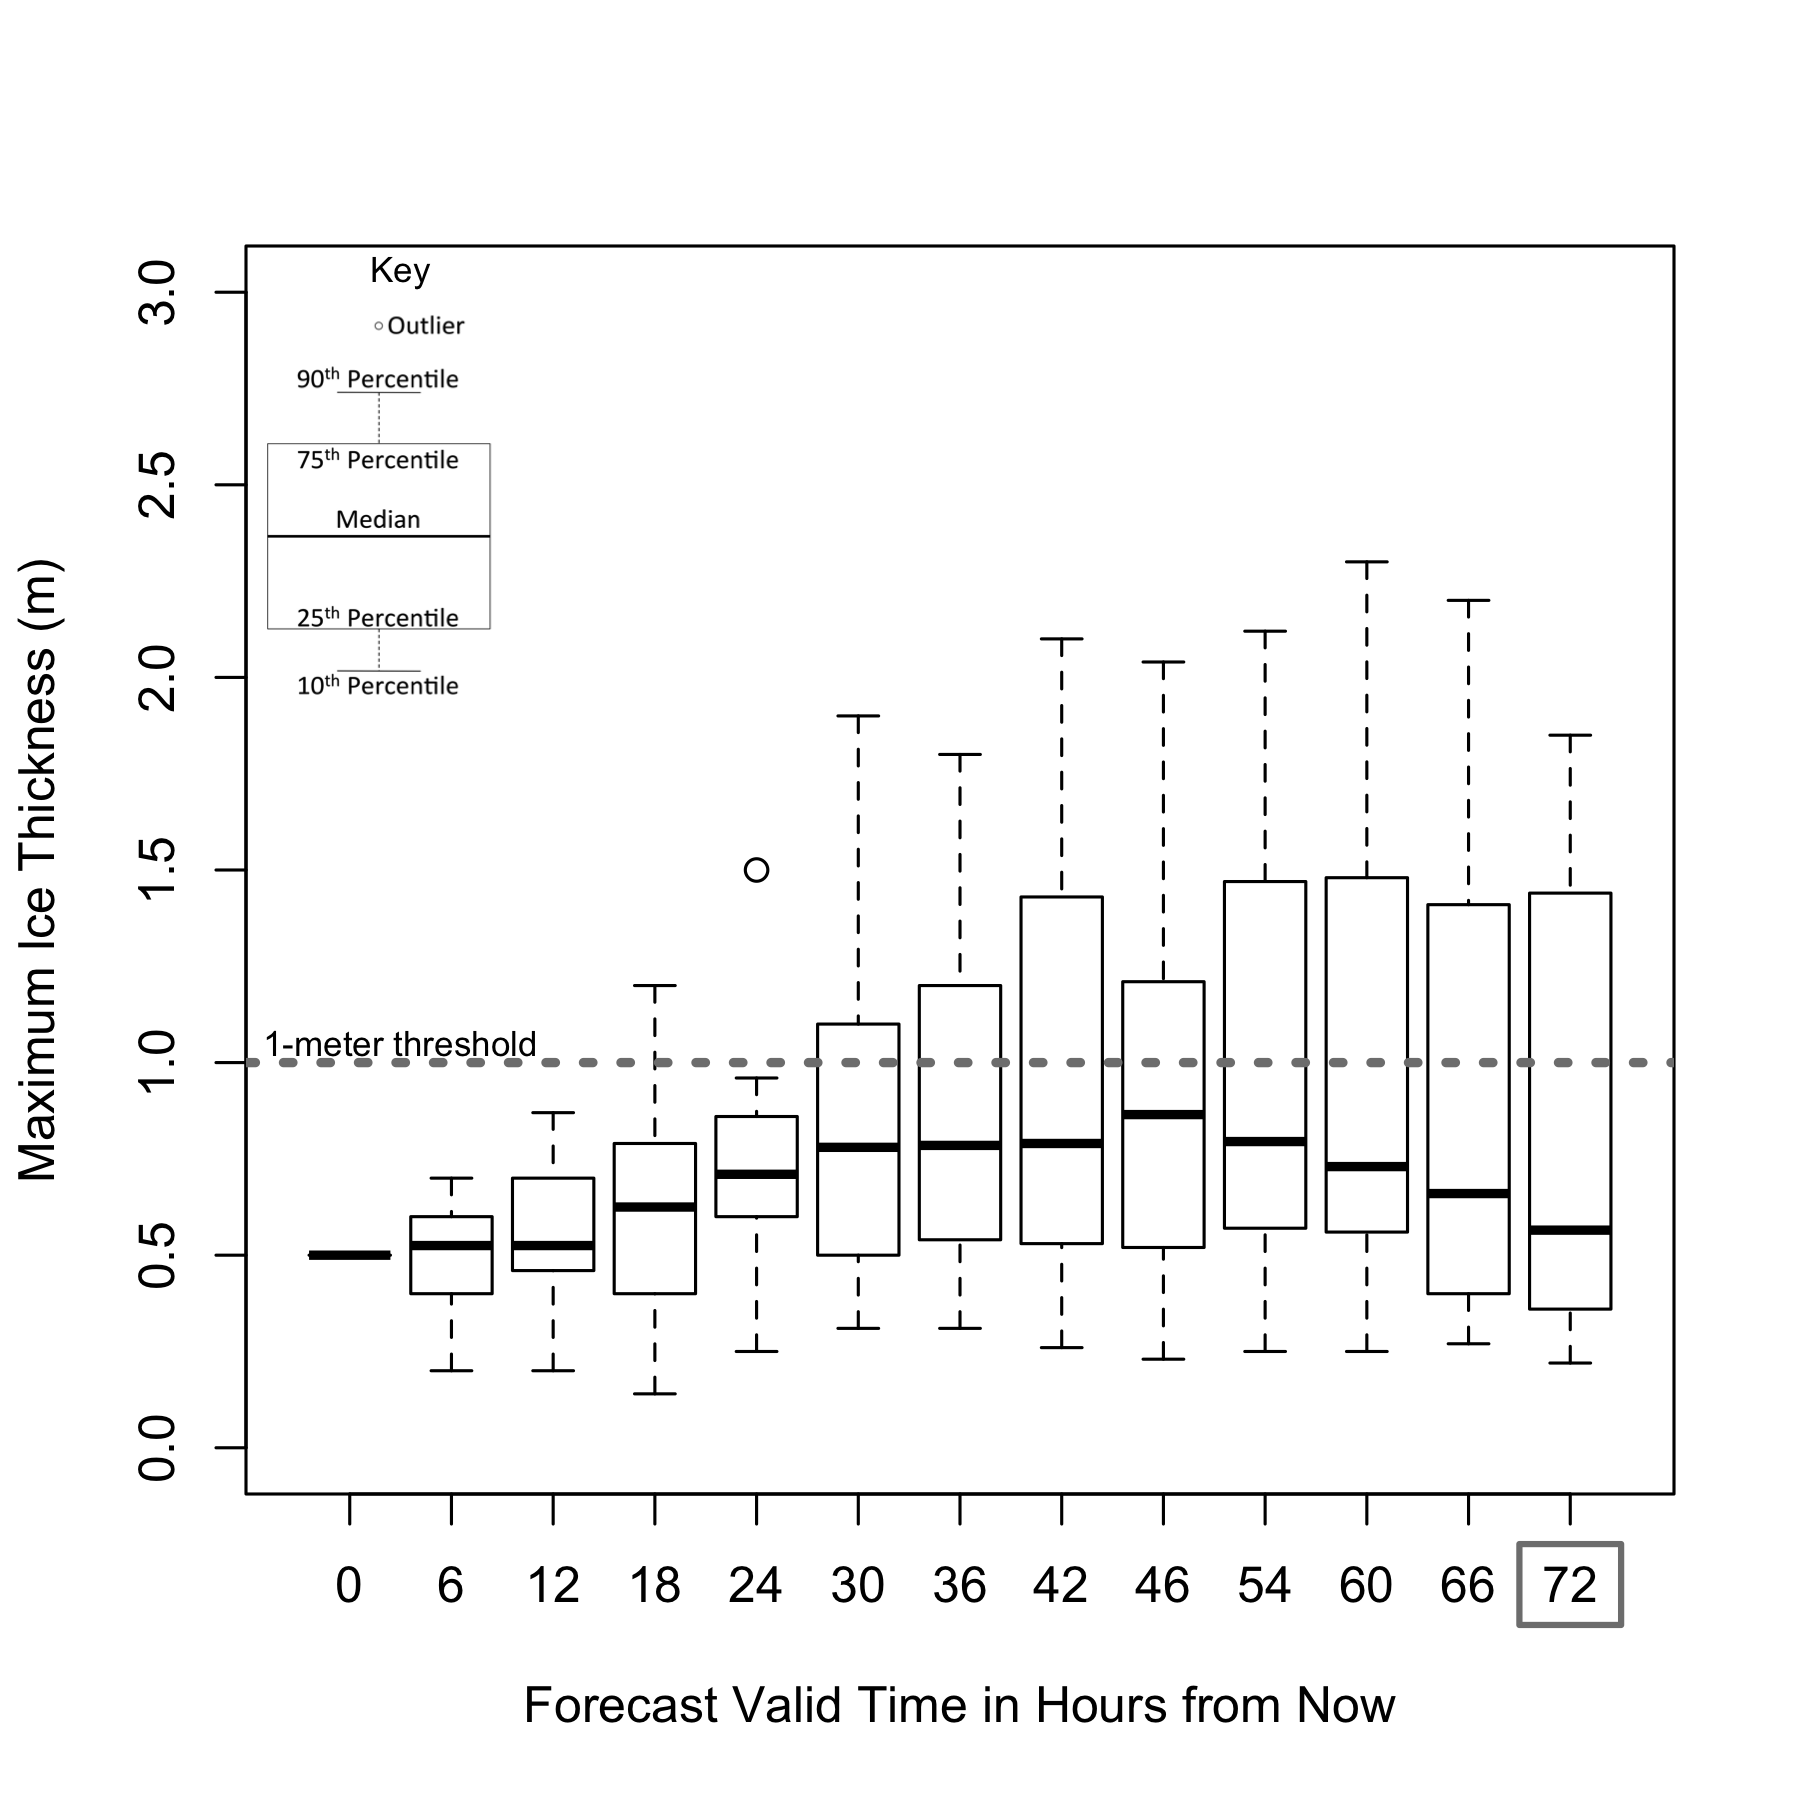 Key
Outlier
90th Percentile
75th Percentile
Median
25th Percentile
10th Percentile
3.0
2.5
2.0
1.5
1.0
0.5
0.0
Maximum Ice Thickness (m)
1-meter threshold
0 6 12 18 24 30 36 42 46 54 60 66 72
Forecast Valid Time in Hours from Now